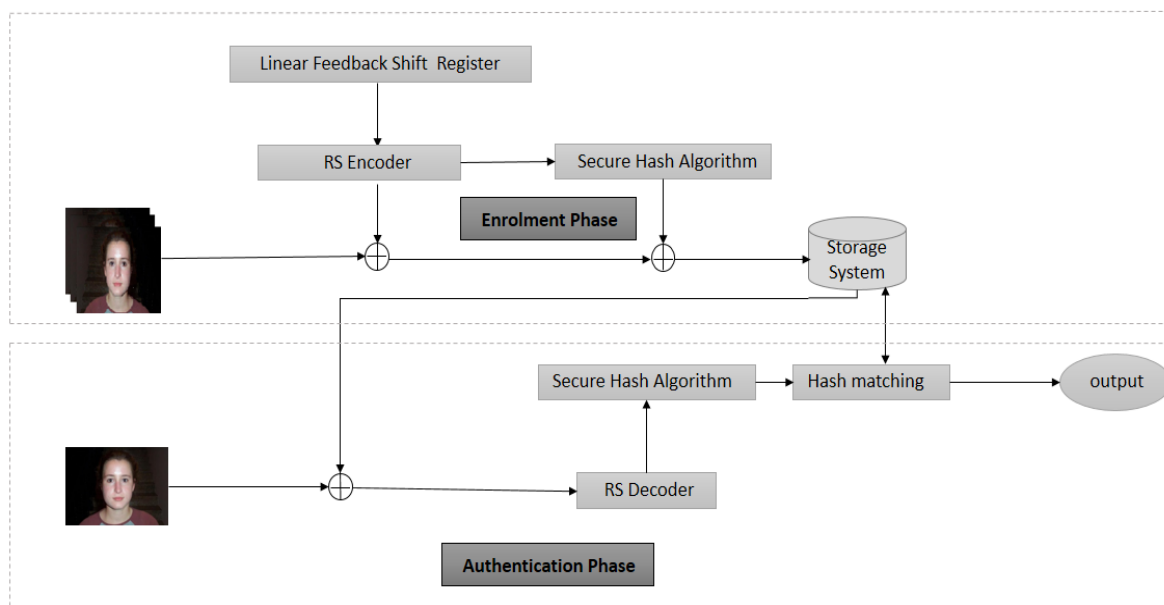 Linear Feedback Shift Register
RS Encoder
Secure Hash Algorithm
Enrolment Phase
Storage
System
Secure Hash Algorithm
Hash matching
output
RS Decoder
Authentication Phase